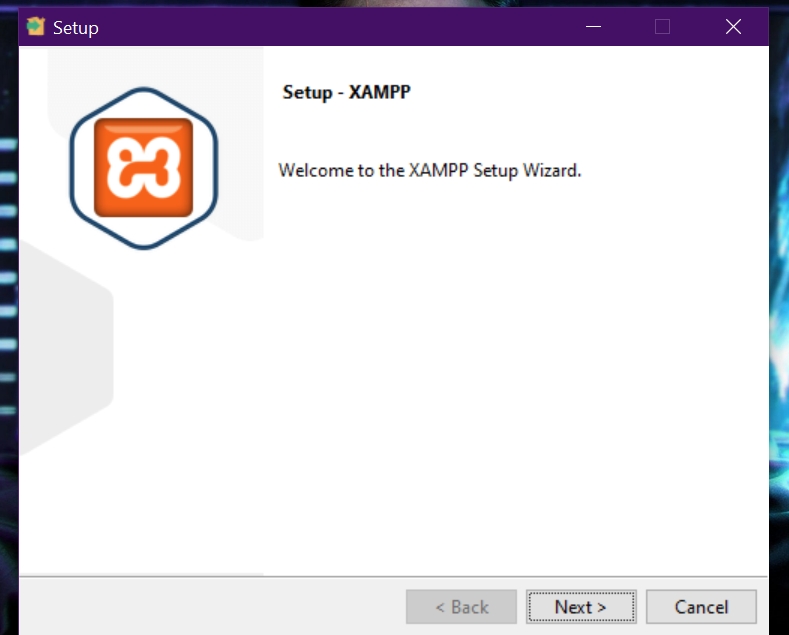 Setup
Setup - XAMPP
Welcome to the XAMPP Setup Wizard.
< Back
Next >
Cancel